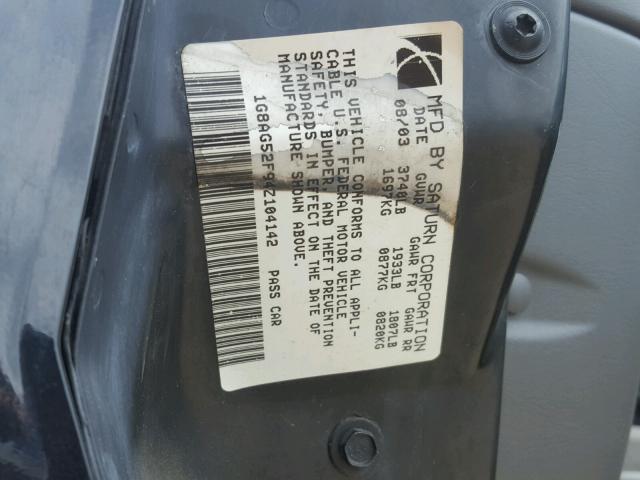 MFD BY SATURN CORPORATION
DATE GVWR GAWR FRT GAWR RR
08/03 3740LB 1933LB 1807LB
1697KG 0877KG 0820KG
THIS VEHICLE CONFORMS TO ALL APPLI-
CABLE U.S. FEDERAL MOTOR VEHICLE
SAFETY, BUMPER, AND THEFT PREVENTION
STANDARDS IN EFFECT ON THE DATE OF
MANUFACTURE SHOWN ABOVE.
1G8AG52F94Z104142 PASS CAR